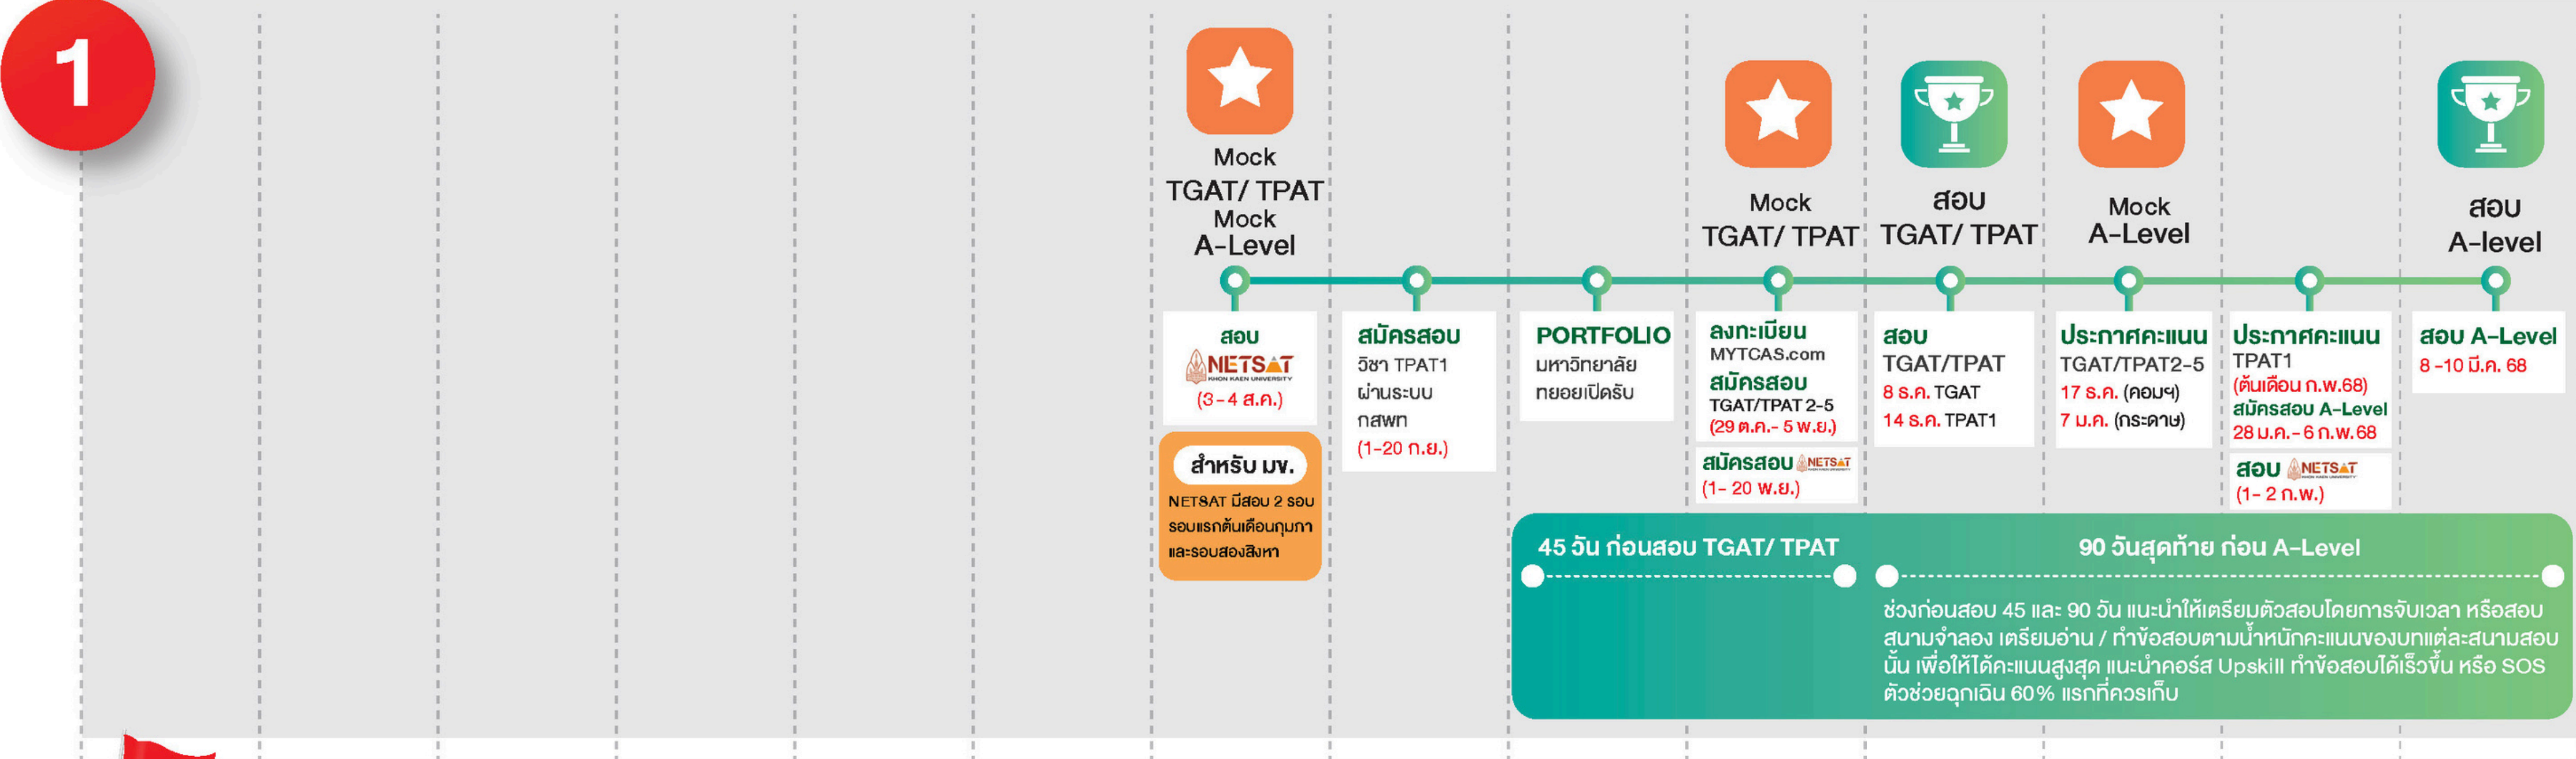 1
Mock
TGAT/ TPAT
Mock
A-Level
Mock
TGAT/ TPAT
สอบ
TGAT/ TPAT
Mock
A-Level
สอบ
A-level
สอบ
NETSAT
KHON KAEN UNIVERSITY
(3-4 ส.ค.)
สำหรับ มข.
NETSAT มีสอบ 2 รอบ
รอบแรกต้นเดือนกุมภา
และรอบสองสิงหา
สมัครสอบ
วิชา TPAT1
ผ่านระบบ
กสพท
(1-20 ก.ย.)
PORTFOLIO
มหาวิทยาลัย
ทยอยเปิดรับ
ลงทะเบียน
MYTCAS.com
สมัครสอบ
TGAT/TPAT 2-5
(29 ต.ค.- 5 พ.ย.)
สมัครสอบ NETSAT
(1- 20 พ.ย.)
สอบ
TGAT/TPAT
8 ธ.ค. TGAT
14 ธ.ค. TPAT1
ประกาศคะแนน
TGAT/TPAT2-5
17 ธ.ค. (คอมฯ)
7 ม.ค. (กระดาษ)
ประกาศคะแนน
TPAT1
(ต้นเดือน ก.พ.68)
สมัครสอบ A-Level
28 ม.ค.- 6 ก.พ. 68
สอบ NETSAT
(1- 2 ก.พ.)
สอบ A-Level
8 -10 มี.ค. 68
45 วัน ก่อนสอบ TGAT/ TPAT
90 วันสุดท้าย ก่อน A-Level
ช่วงก่อนสอบ 45 และ 90 วัน แนะนำให้เตรียมตัวสอบโดยการจับเวลา หรือสอบ
สนามจำลอง เตรียมอ่าน / ทำข้อสอบตามน้ำหนักคะแนนของบทแต่ละสนามสอบ
นั้น เพื่อให้ได้คะแนนสูงสุด แนะนำคอร์ส Upskill ทำข้อสอบได้เร็วขึ้น หรือ SOS
ตัวช่วยฉุกเฉิน 60% แรกที่ควรเก็บ